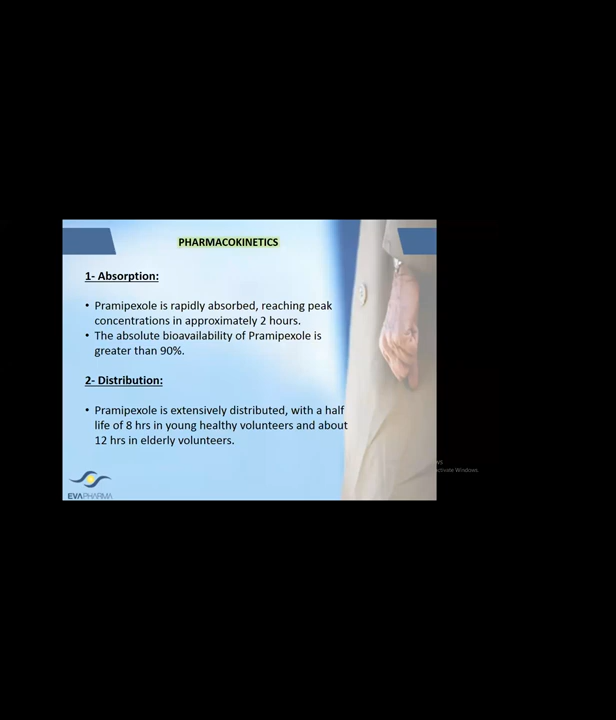 PHARMACOKINETICS
1- Absorption:
• Pramipexole is rapidly absorbed, reaching peak
concentrations in approximately 2 hours.
• The absolute bioavailability of Pramipexole is
greater than 90%.
2- Distribution:
• Pramipexole is extensively distributed, with a half
life of 8 hrs in young healthy volunteers and about
12 hrs in elderly volunteers.
EVAPHARMA
Windows.